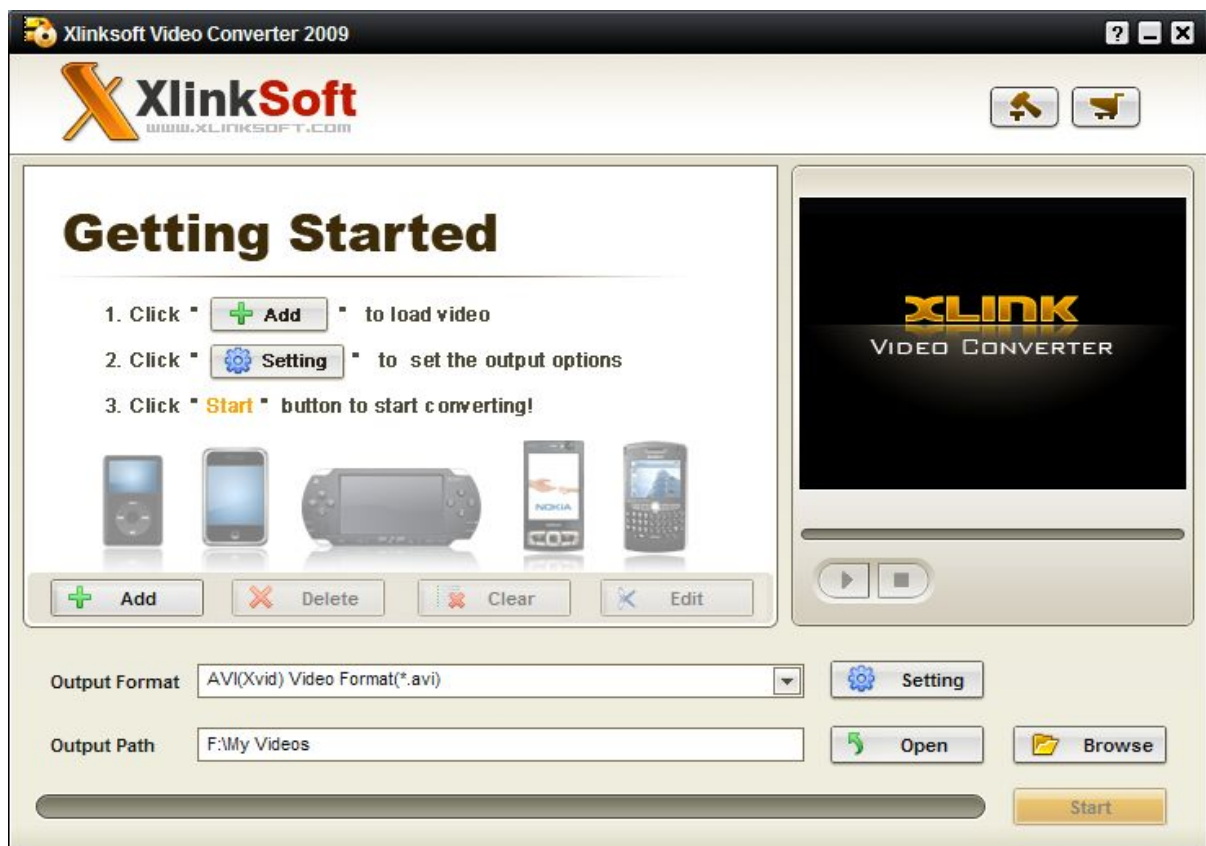 Xlinksoft Video Converter 2009
XlinkSoft
www.XLINKSOFT.COM
Getting Started
1. Click " Add " to load video
2. Click " Setting " to set the output options
3. Click " Start " button to start converting!
NOKIA
Add Delete Clear Edit
XLINK
VIDEO CONVERTER
Output Format AVI(Xvid) Video Format(*.avi) Setting
Output Path F:\My Videos Open Browse
Start